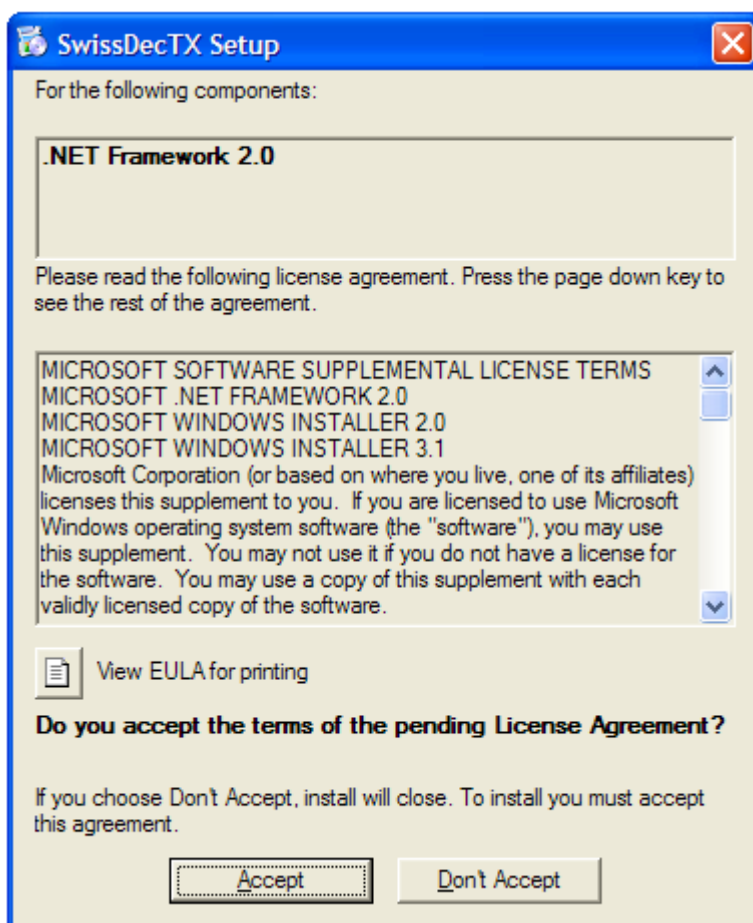 SwissDecTX Setup
For the following components:
.NET Framework 2.0
Please read the following license agreement. Press the page down key to
see the rest of the agreement.
MICROSOFT SOFTWARE SUPPLEMENTAL LICENSE TERMS
MICROSOFT .NET FRAMEWORK 2.0
MICROSOFT WINDOWS INSTALLER 2.0
MICROSOFT WINDOWS INSTALLER 3.1
Microsoft Corporation (or based on where you live, one of its affiliates)
licenses this supplement to you.  If you are licensed to use Microsoft
Windows operating system software (the "software"), you may use
this supplement.  You may not use it if you do not have a license for
the software.  You may use a copy of this supplement with each
validly licensed copy of the software.
View EULA for printing
Do you accept the terms of the pending License Agreement?
If you choose Don't Accept, install will close. To install you must accept
this agreement.
Accept
Don't Accept